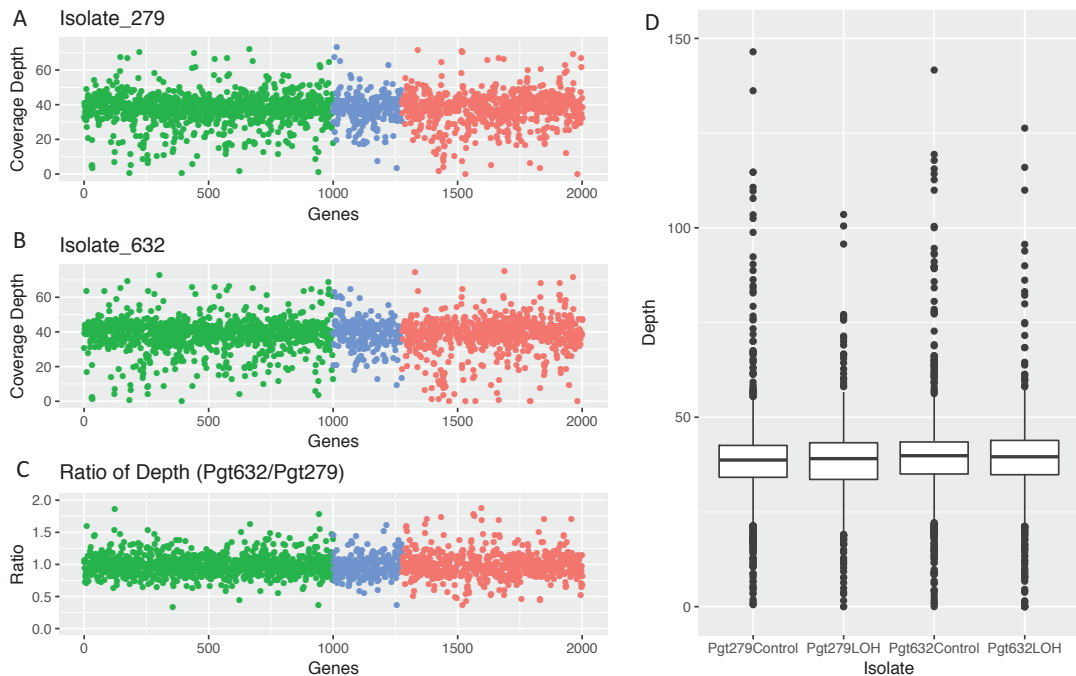 A
Isolate_279
Coverage Depth
60
40
20
0
0
500
1000
1500
2000
Genes
B
Isolate_632
Coverage Depth
60
40
20
0
0
500
1000
1500
2000
Genes
C
Ratio of Depth (Pgt632/Pgt279)
Ratio
2.0
1.5
1.0
0.5
0.0
0
500
1000
1500
2000
Genes
D
Depth
150
100
50
0
Pgt279Control
Pgt279LOH
Pgt632Control
Pgt632LOH
Isolate